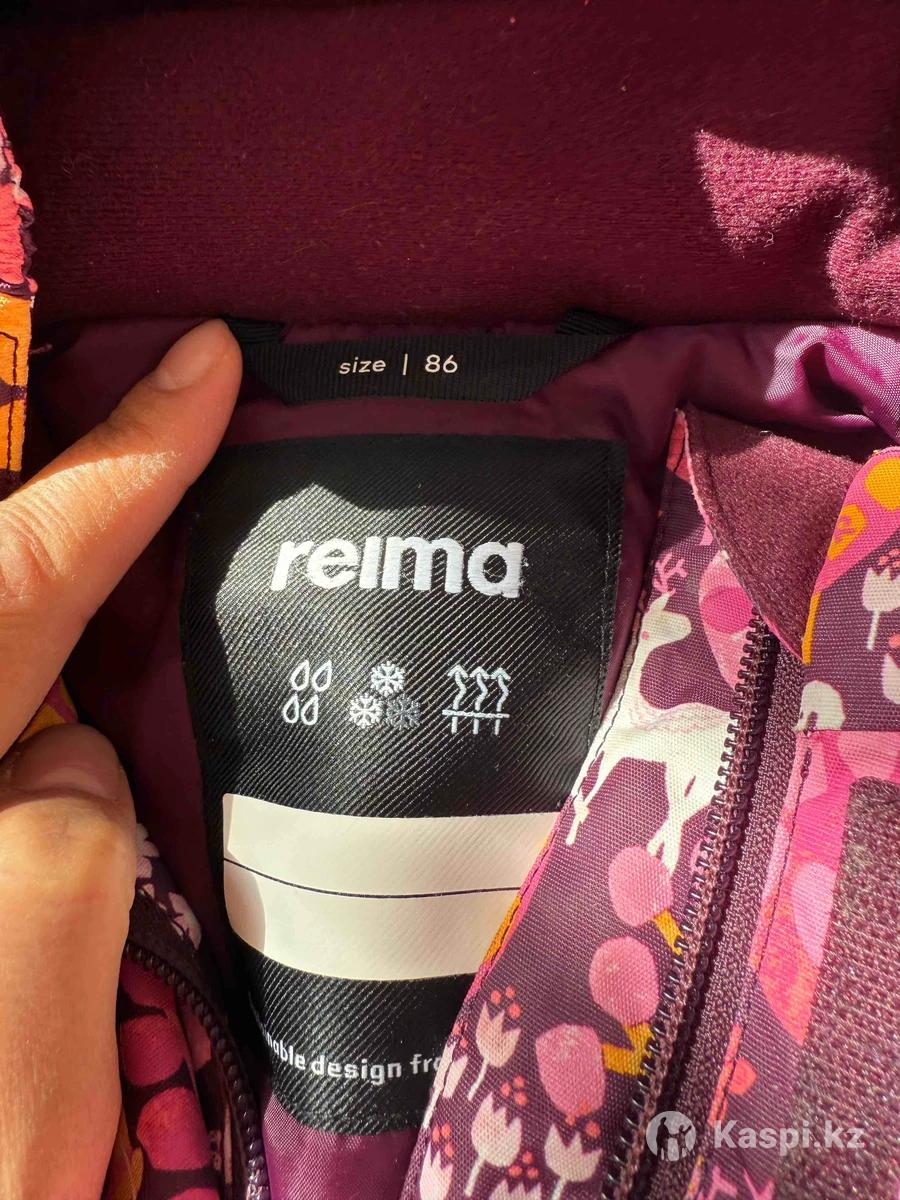 size | 86
reima
design
Kaspi.kz